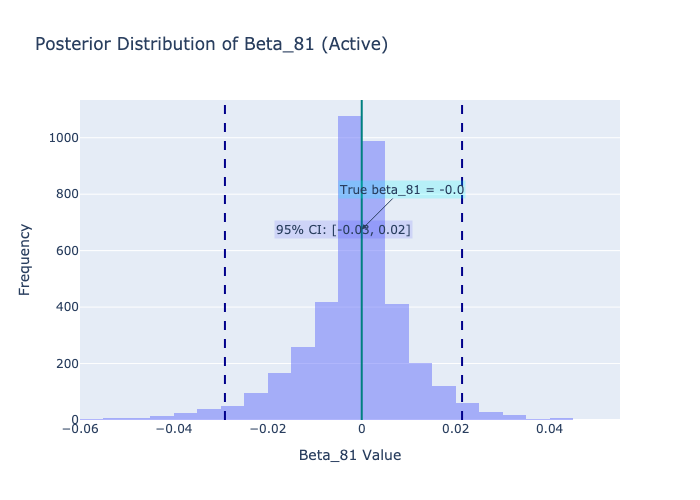 Posterior Distribution of Beta_81 (Active)
1000
800
600
400
200
0
Frequency
True beta_81 = -0.0
95% CI: [-0.03, 0.02]
−0.06
−0.04
−0.02
0
0.02
0.04
Beta_81 Value